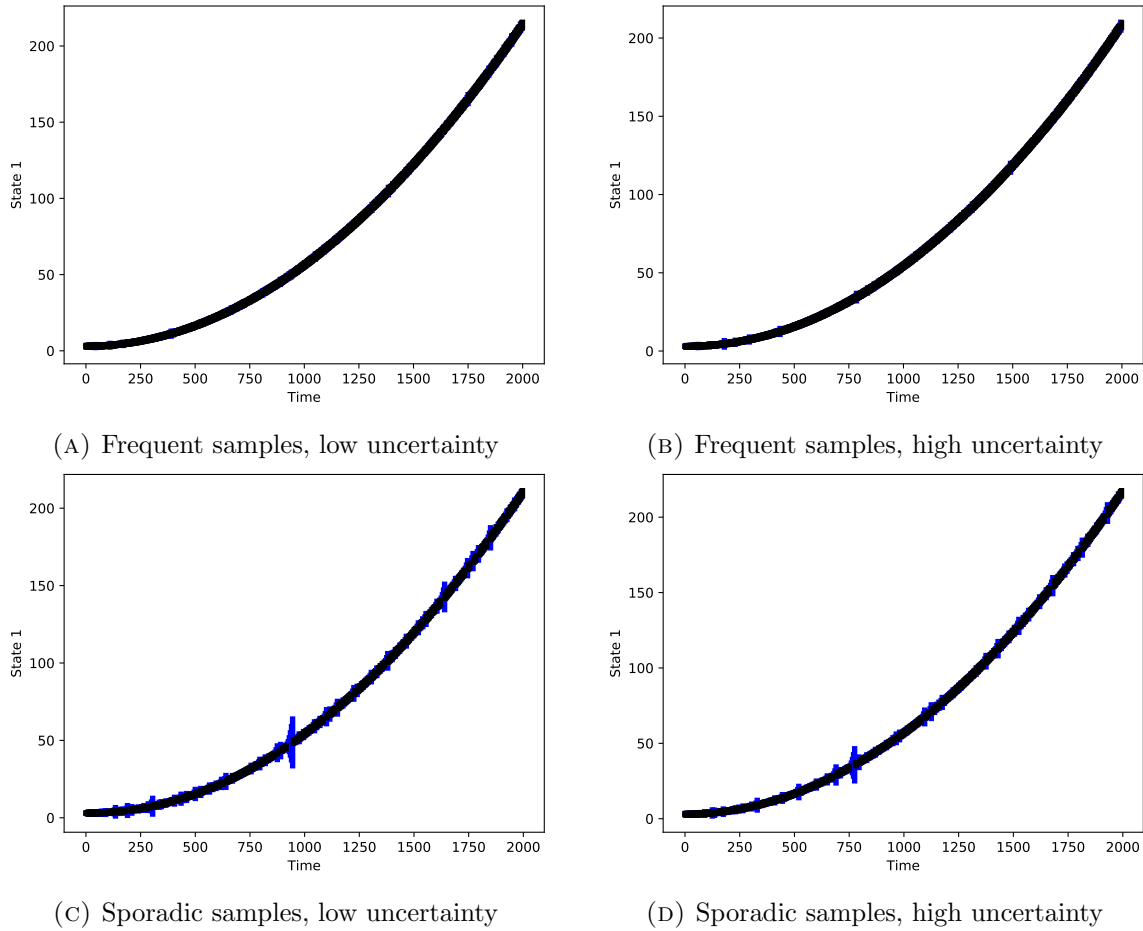 200
150
100
50
0
State 1
0 250 500 750 1000 1250 1500 1750 2000
Time
(A) Frequent samples, low uncertainty
200
150
100
50
0
State 1
0 250 500 750 1000 1250 1500 1750 2000
Time
(B) Frequent samples, high uncertainty
200
150
100
50
0
State 1
0 250 500 750 1000 1250 1500 1750 2000
Time
(C) Sporadic samples, low uncertainty
200
150
100
50
0
State 1
0 250 500 750 1000 1250 1500 1750 2000
Time
(D) Sporadic samples, high uncertainty